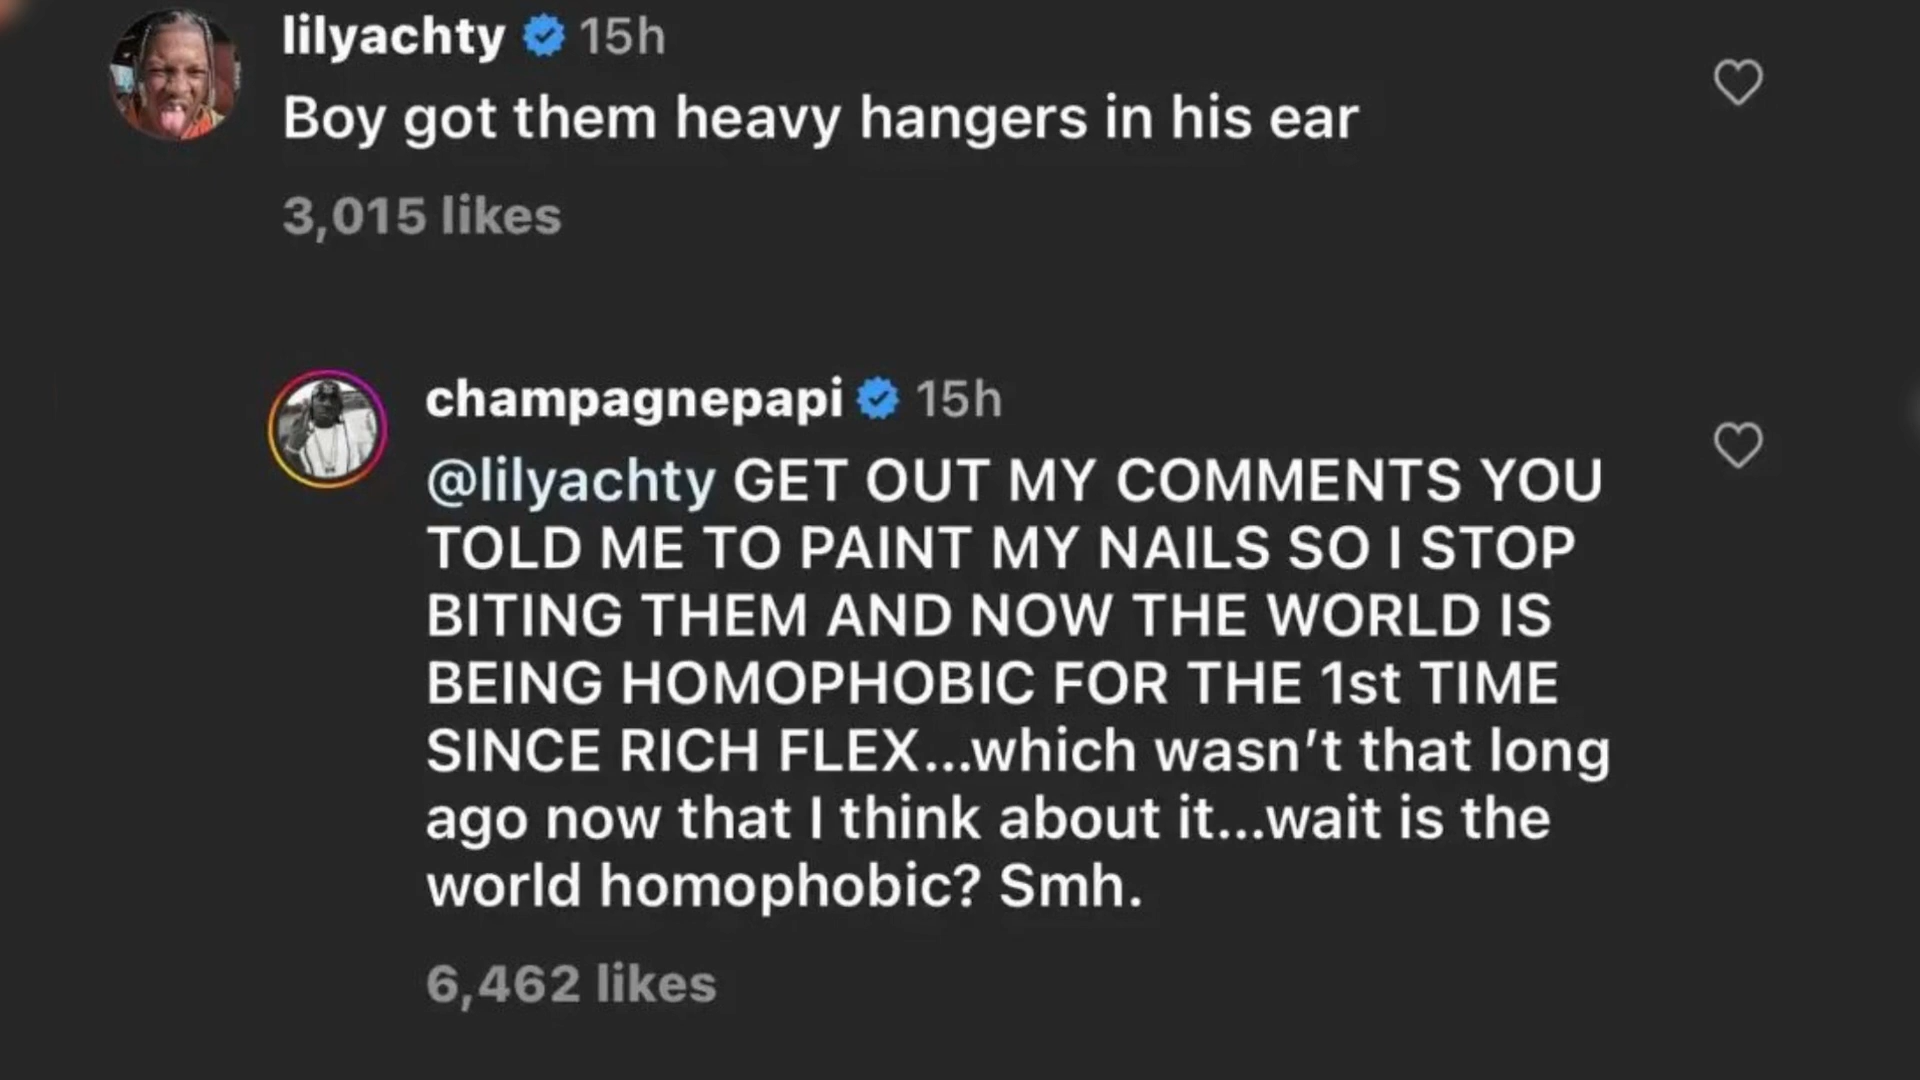 lilyachty 15h
Boy got them heavy hangers in his ear
3,015 likes
champagnepapi 15h
@lilyachty GET OUT MY COMMENTS YOU
TOLD ME TO PAINT MY NAILS SO I STOP
BITING THEM AND NOW THE WORLD IS
BEING HOMOPHOBIC FOR THE 1st TIME
SINCE RICH FLEX...which wasn't that long
ago now that I think about it...wait is the
world homophobic? Smh.
6,462 likes